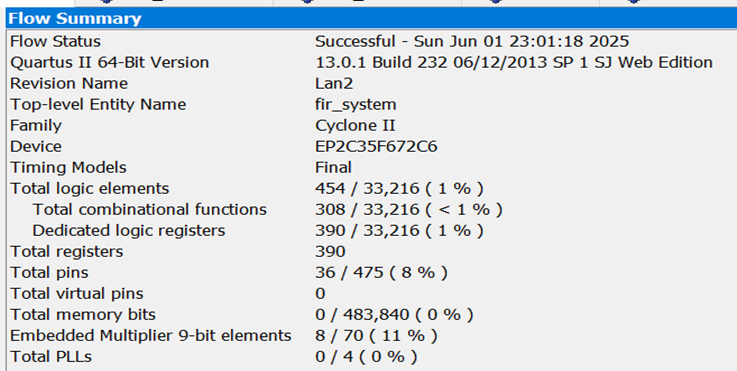 Flow Summary
Flow Status Successful - Sun Jun 01 23:01:18 2025
Quartus II 64-Bit Version 13.0.1 Build 232 06/12/2013 SP 1 SJ Web Edition
Revision Name Lan2
Top-level Entity Name fir_system
Family Cyclone II
Device EP2C35F672C6
Timing Models Final
Total logic elements 454 / 33,216 ( 1 % )
Total combinational functions 308 / 33,216 ( < 1 % )
Dedicated logic registers 390 / 33,216 ( 1 % )
Total registers 390
Total pins 36 / 475 ( 8 % )
Total virtual pins 0
Total memory bits 0 / 483,840 ( 0 % )
Embedded Multiplier 9-bit elements 8 / 70 ( 11 % )
Total PLLs 0 / 4 ( 0 % )